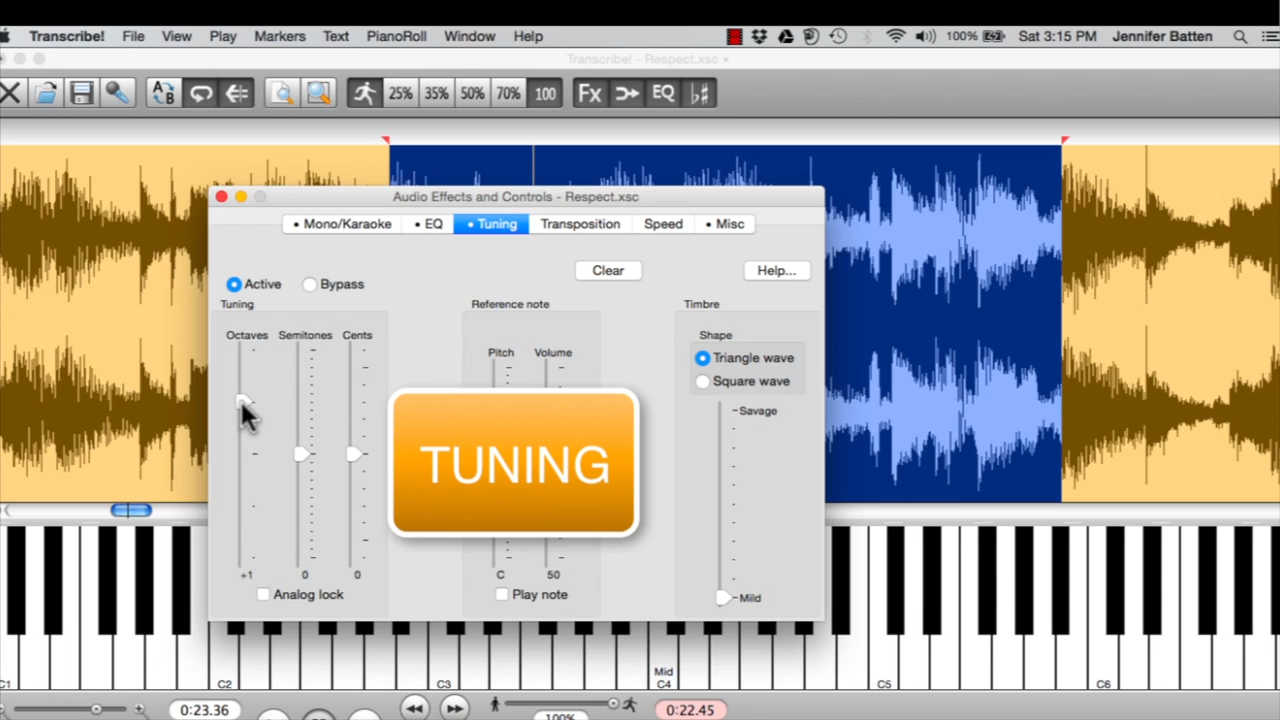 Transcribe! File View Play Markers Text PianoRoll Window Help 100% Sat 3:15 PM Jennifer Batten
Transcribe! - Respect.xsc
A B 25% 35% 50% 70% 100 Fx EQ ♭♯
Audio Effects and Controls - Respect.xsc
• Mono/Karaoke • EQ • Tuning Transposition Speed • Misc
Clear Help...
Active Bypass
Tuning Reference note Timbre
Octaves Semitones Cents Shape
Pitch Volume Triangle wave
Square wave
Savage
TUNING
+1 0 0 C 50
Analog lock Play note Mild
Mid
C1 C2 C3 C4 C5 C6
0:23.36 100% 0:22.45